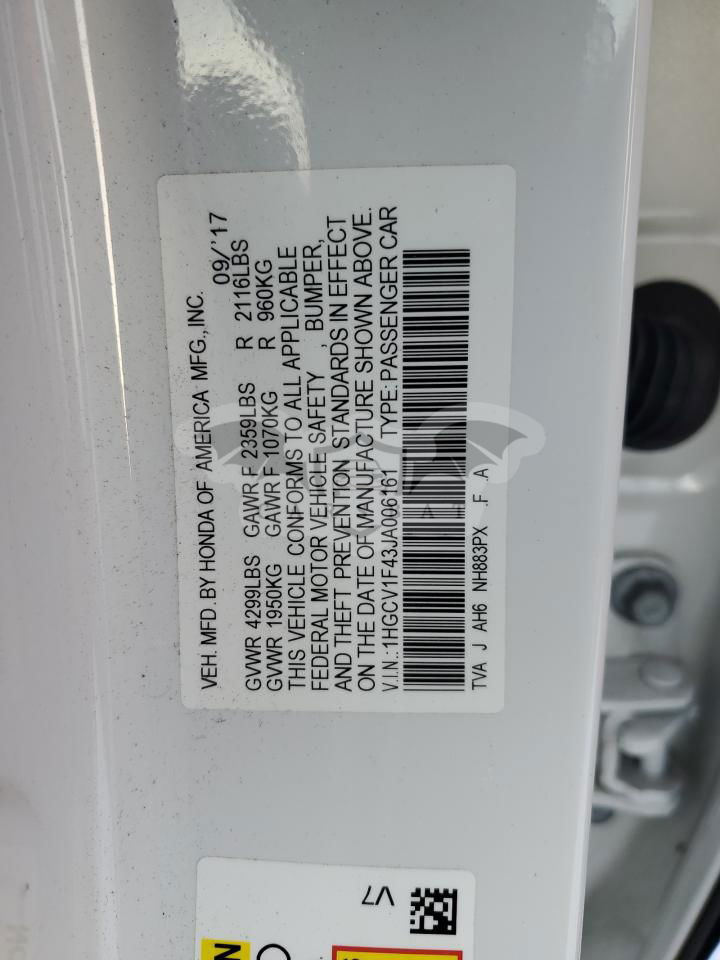 VEH. MFD. BY HONDA OF AMERICA MFG., INC.
09/'17
GVWR 4299LBS GAWR F 2359LBS R 2116LBS
GVWR 1950KG GAWR F 1070KG R 960KG
THIS VEHICLE CONFORMS TO ALL APPLICABLE
FEDERAL MOTOR VEHICLE SAFETY , BUMPER,
AND THEFT PREVENTION STANDARDS IN EFFECT
ON THE DATE OF MANUFACTURE SHOWN ABOVE.
V.I.N.: 1HGCV1F43JA006161 TYPE: PASSENGER CAR
TVA J AH6 NH883PX .F .A
V7